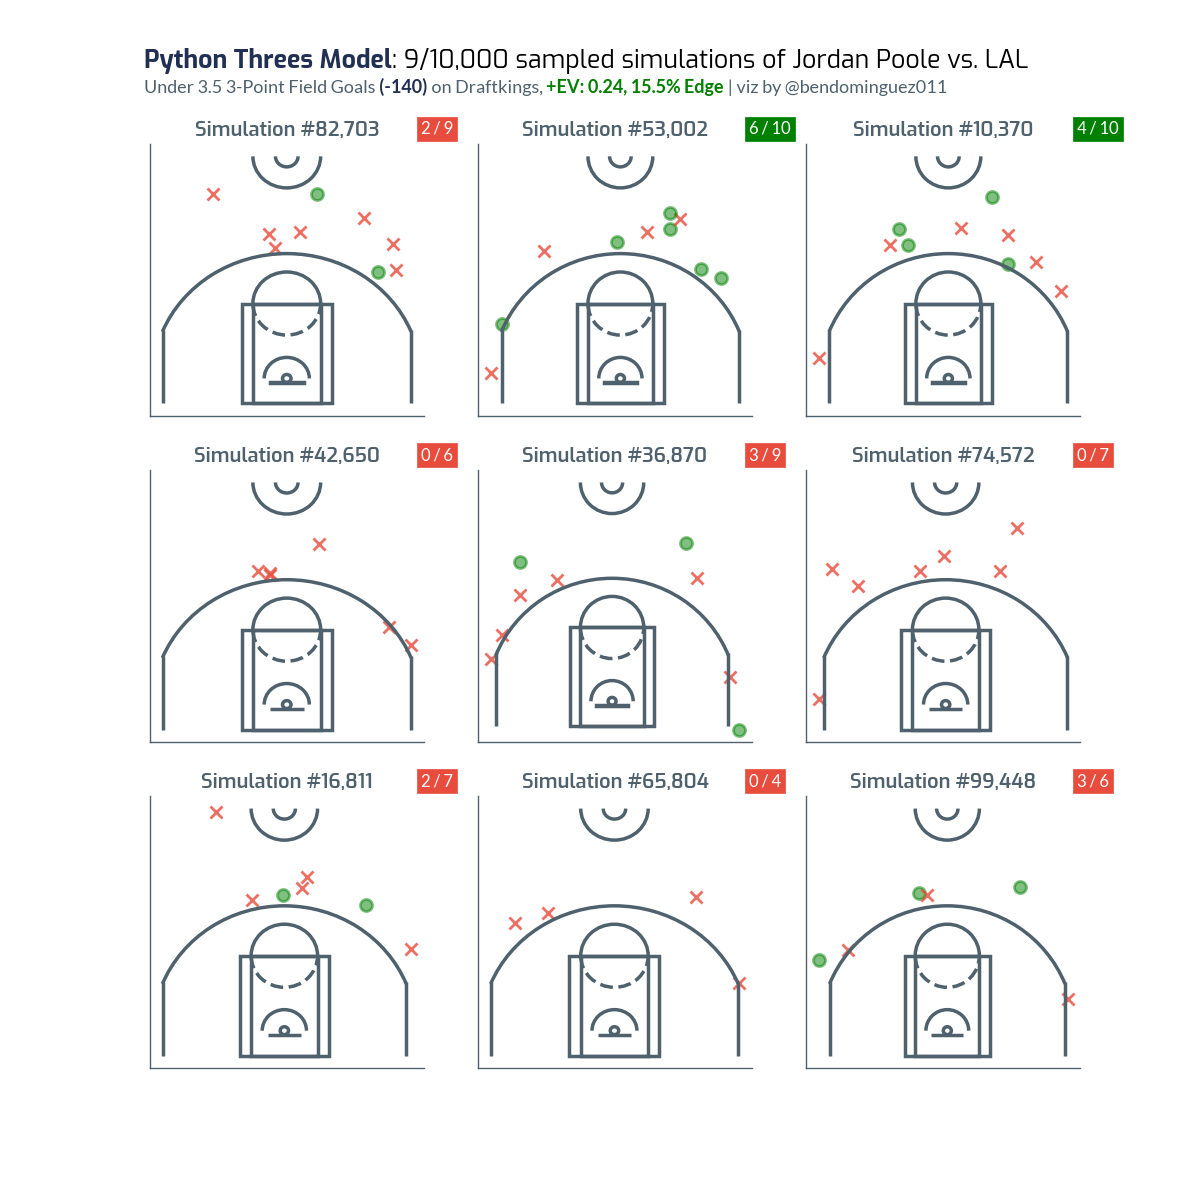 Python Threes Model: 9/10,000 sampled simulations of Jordan Poole vs. LAL
Under 3.5 3-Point Field Goals (-140) on Draftkings, +EV: 0.24, 15.5% Edge | viz by @bendominguez011
Simulation #82,703 2 / 9
Simulation #53,002 6 / 10
Simulation #10,370 4 / 10
Simulation #42,650 0 / 6
Simulation #36,870 3 / 9
Simulation #74,572 0 / 7
Simulation #16,811 2 / 7
Simulation #65,804 0 / 4
Simulation #99,448 3 / 6